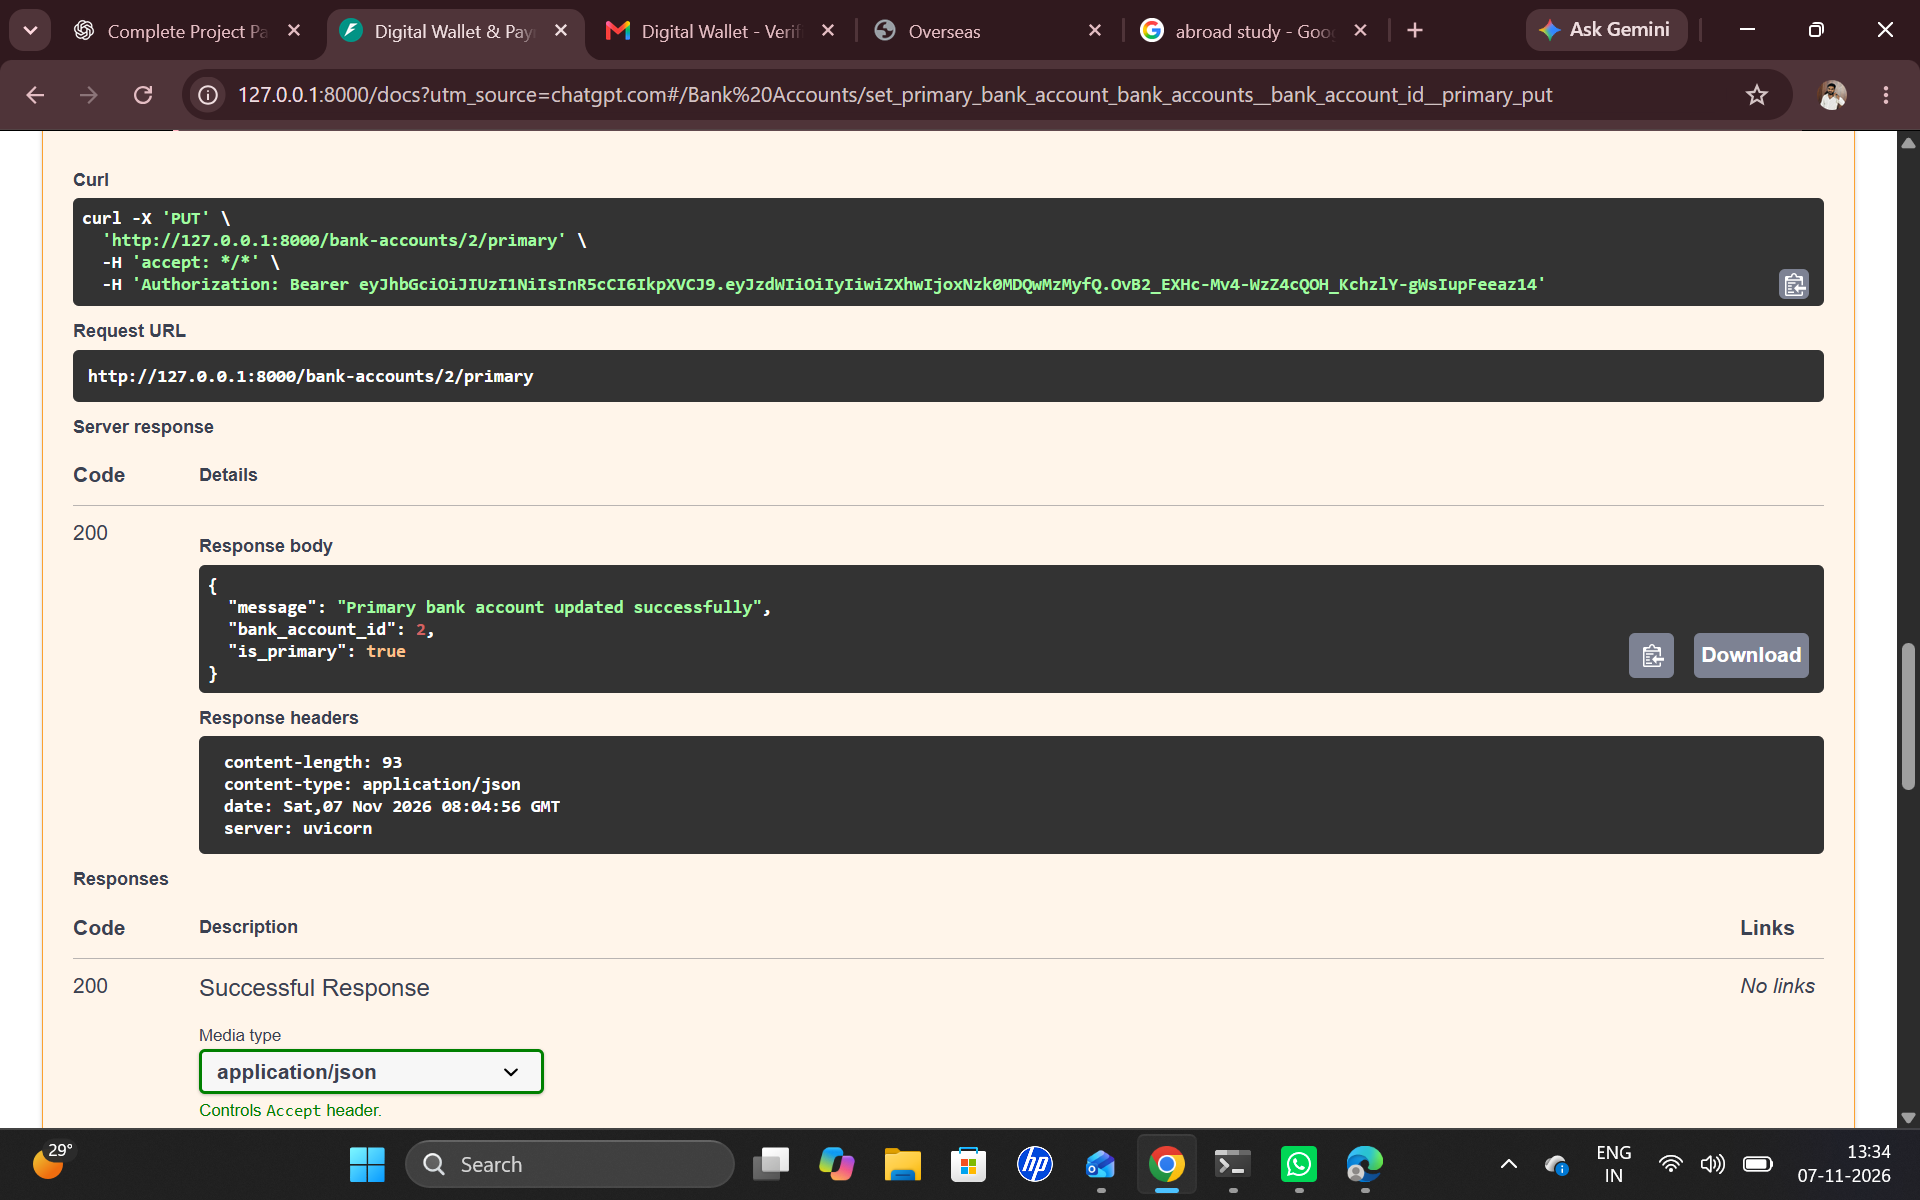 Complete Project Pa
Digital Wallet & Payr
Digital Wallet - Verif
Overseas
abroad study - Goo
Ask Gemini
127.0.0.1:8000/docs?utm_source=chatgpt.com#/Bank%20Accounts/set_primary_bank_account_bank_accounts__bank_account_id__primary_put
Curl
curl -X 'PUT' \
'http://127.0.0.1:8000/bank-accounts/2/primary' \
-H 'accept: */*' \
-H 'Authorization: Bearer eyJhbGciOiJIUzI1NiIsInR5cCI6IkpXVCJ9.eyJzdWIiOiIyIiwiZXhwIjoxNzk0MDQwMzMyfQ.OvB2_EXHc-Mv4-WzZ4cQOH_KchzlY-gWsIupFeeaz14'
Request URL
http://127.0.0.1:8000/bank-accounts/2/primary
Server response
Code Details
200
Response body
{
"message": "Primary bank account updated successfully",
"bank_account_id": 2,
"is_primary": true
}
Download
Response headers
content-length: 93
content-type: application/json
date: Sat,07 Nov 2026 08:04:56 GMT
server: uvicorn
Responses
Code Description Links
200 Successful Response No links
Media type
application/json
Controls Accept header.
29°
Search
hp
ENG
IN
13:34
07-11-2026